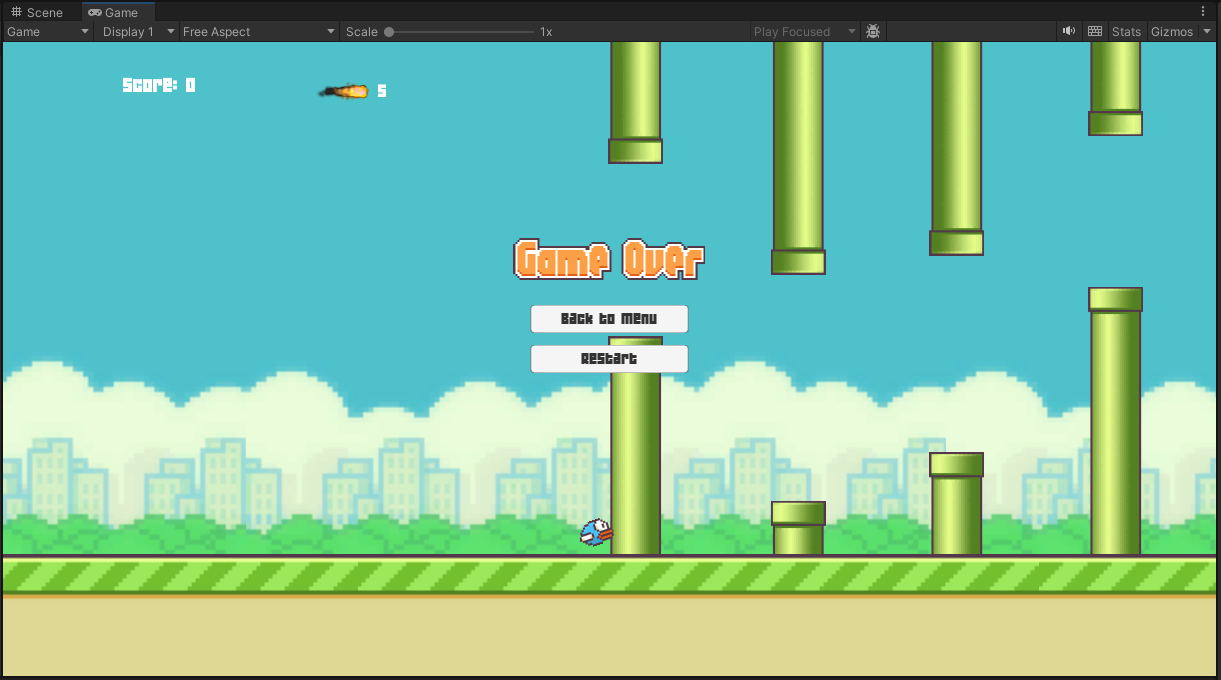 Scene Game
Game Display 1 Free Aspect Scale 1x Play Focused Stats Gizmos
Score: 0 5
Game Over
Back to Menu
Restart